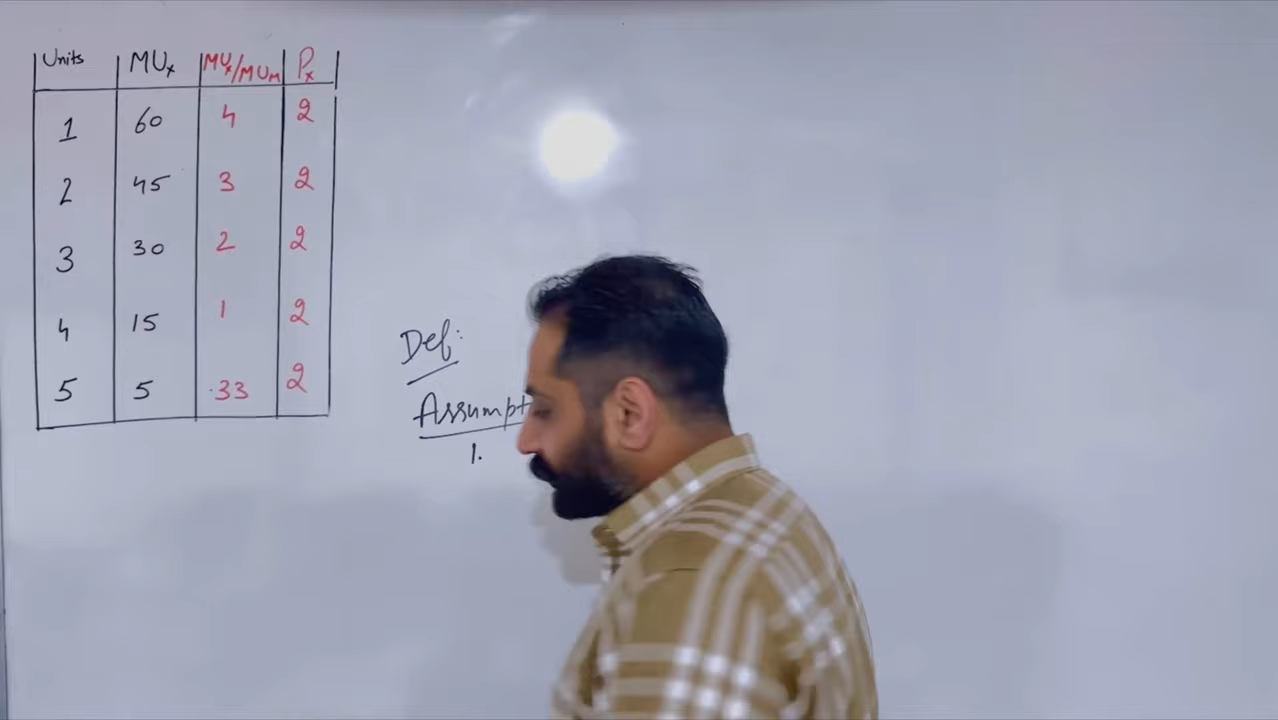 Units MUx MUx/MUM Px
1 60 4 2
2 45 3 2
3 30 2 2
4 15 1 2
5 5 .33 2
Def:
Assumpt
1.